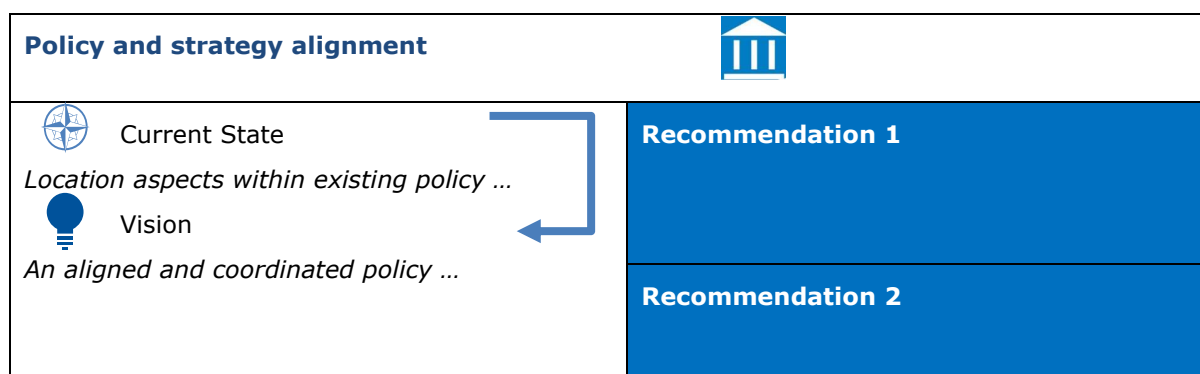 Policy and strategy alignment
Current State
Location aspects within existing policy …
Vision
An aligned and coordinated policy …
Recommendation 1
Recommendation 2